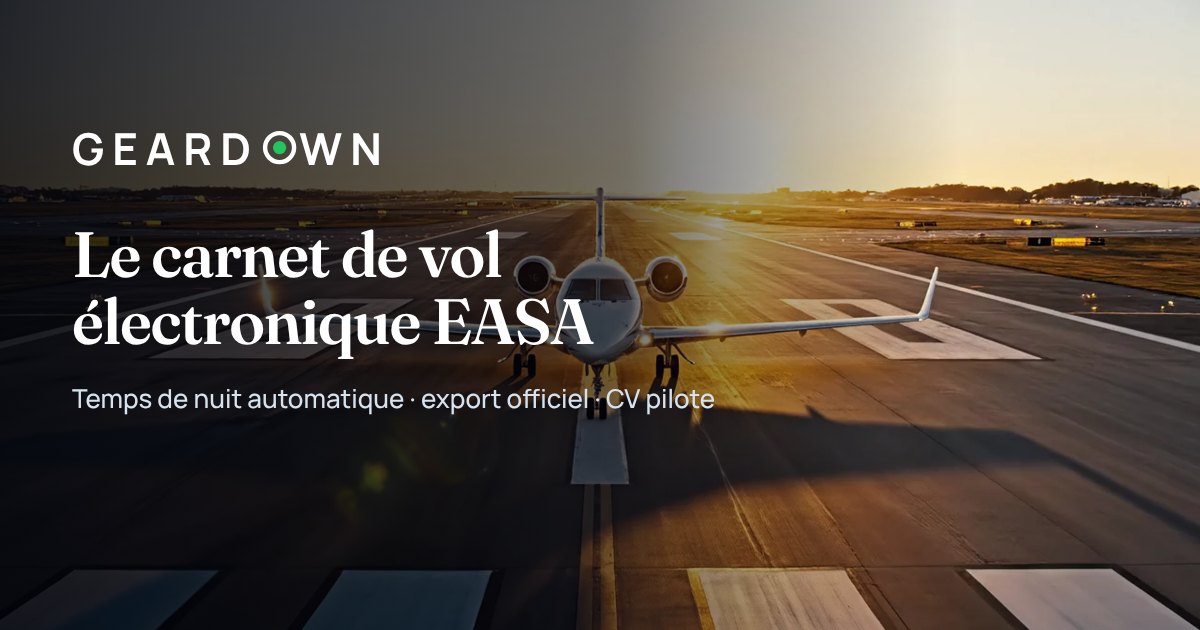 GEARDOWN
Le carnet de vol
électronique EASA
Temps de nuit automatique · export officiel · CV pilote